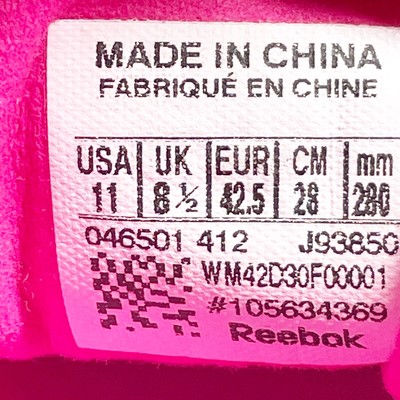 MADE IN CHINA
FABRIQUÉ EN CHINE
USA UK EUR CM mm
11 8 ½ 42.5 28 280
046501 412 J93850
WM42D30F00001
#105634369
Reebok